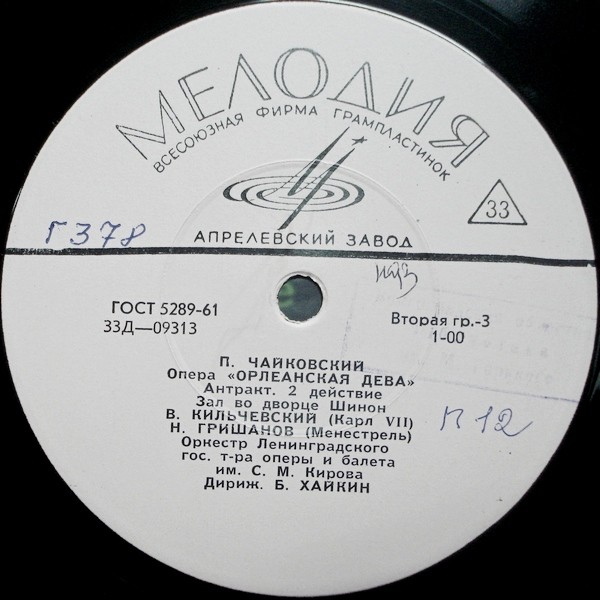 МЕЛОДИЯ
ВСЕСОЮЗНАЯ ФИРМА ГРАМПЛАСТИНОК
33
АПРЕЛЕВСКИЙ ЗАВОД
Г378
ГОСТ 5289-61
33Д—09313
Вторая гр.-3
1-00
П. ЧАЙКОВСКИЙ
Опера «ОРЛЕАНСКАЯ ДЕВА»
Антракт. 2 действие
Зал во дворце Шинон
В. КИЛЬЧЕВСКИЙ (Карл VII)
Н. ГРИШАНОВ (Менестрель)
Оркестр Ленинградского
гос. т-ра оперы и балета
им. С. М. Кирова
Дириж. Б. ХАЙКИН
П 12